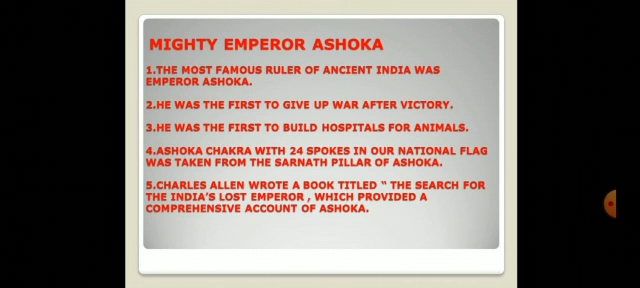 MIGHTY EMPEROR ASHOKA
1.THE MOST FAMOUS RULER OF ANCIENT INDIA WAS
EMPEROR ASHOKA.
2.HE WAS THE FIRST TO GIVE UP WAR AFTER VICTORY.
3.HE WAS THE FIRST TO BUILD HOSPITALS FOR ANIMALS.
4.ASHOKA CHAKRA WITH 24 SPOKES IN OUR NATIONAL FLAG
WAS TAKEN FROM THE SARNATH PILLAR OF ASHOKA.
5.CHARLES ALLEN WROTE A BOOK TITLED “ THE SEARCH FOR
THE INDIA’S LOST EMPEROR , WHICH PROVIDED A
COMPREHENSIVE ACCOUNT OF ASHOKA.